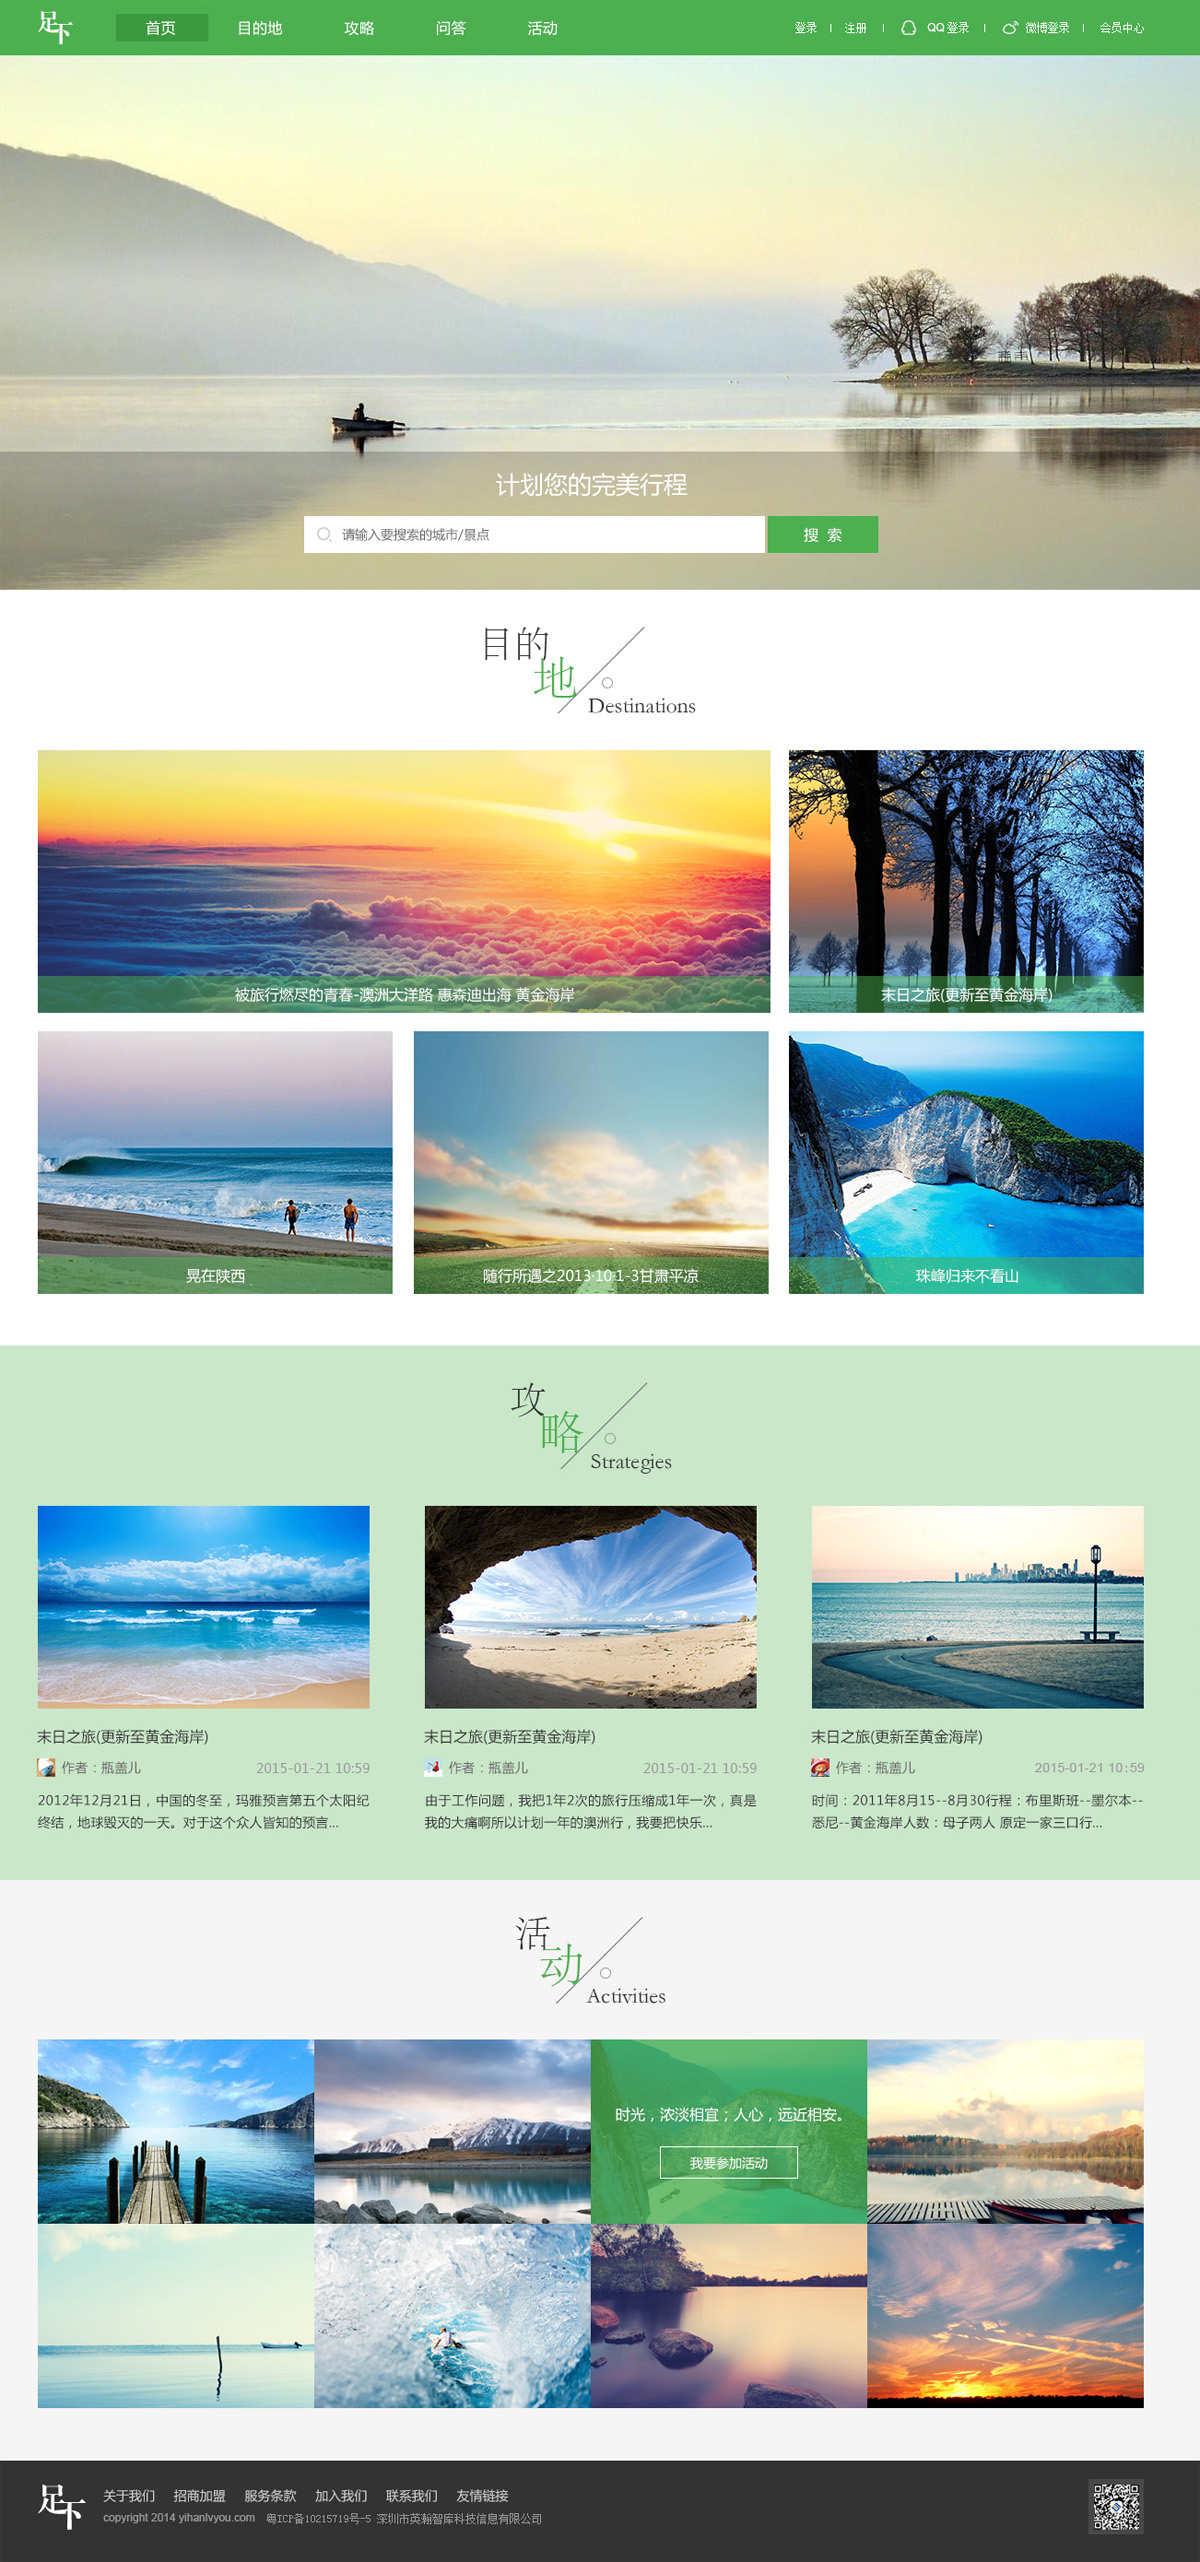 足下
首页 目的地 攻略 问答 活动
登录 注册 QQ登录 微博登录 会员中心
计划您的完美行程
请输入要搜索的城市/景点
搜 索
目的地
Destinations
被旅行燃尽的青春-澳洲大洋路 惠森迪出海 黄金海岸
末日之旅(更新至黄金海岸)
晃在陕西
随行所遇之2013·10·1-3甘肃平凉
珠峰归来不看山
攻略
Strategies
末日之旅(更新至黄金海岸)
作者：瓶盖儿 2015-01-21 10:59
2012年12月21日，中国的冬至，玛雅预言第五个太阳纪
终结，地球毁灭的一天。对于这个众人皆知的预言...
末日之旅(更新至黄金海岸)
作者：瓶盖儿 2015-01-21 10:59
由于工作问题，我把1年2次的旅行压缩成1年一次，真是
我的大痛啊所以计划一年的澳洲行，我要把快乐...
末日之旅(更新至黄金海岸)
作者：瓶盖儿 2015-01-21 10:59
时间：2011年8月15--8月30行程：布里斯班--墨尔本--
悉尼--黄金海岸人数：母子两人 原定一家三口行...
活动
Activities
时光，浓淡相宜；人心，远近相安。
我要参加活动
足下
关于我们 招商加盟 服务条款 加入我们 联系我们 友情链接
copyright 2014 yihanlvyou.com 粤ICP备10215719号-5 深圳市英瀚智库科技信息有限公司